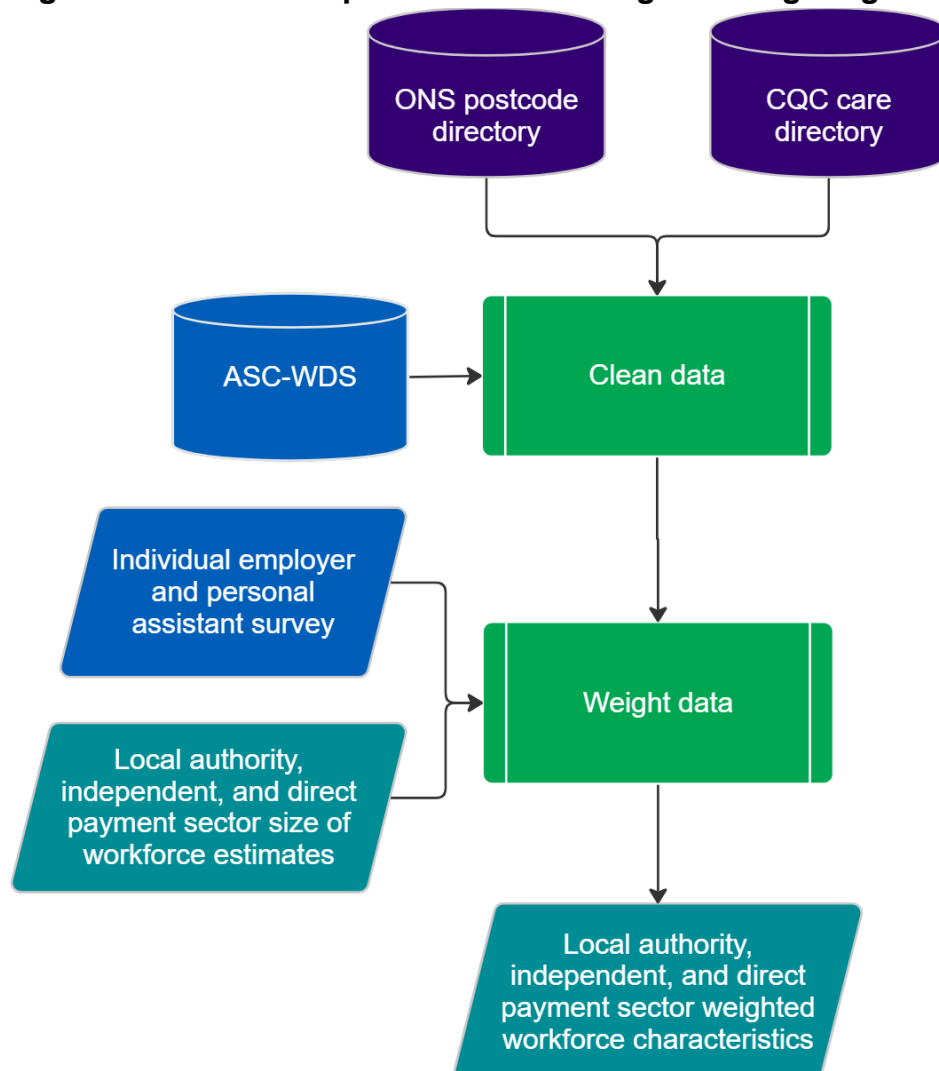 ONS postcode
directory
CQC care
directory
ASC-WDS
Clean data
Individual employer
and personal
assistant survey
Weight data
Local authority,
independent, and direct
payment sector size of
workforce estimates
Local authority,
independent, and direct
payment sector weighted
workforce characteristics